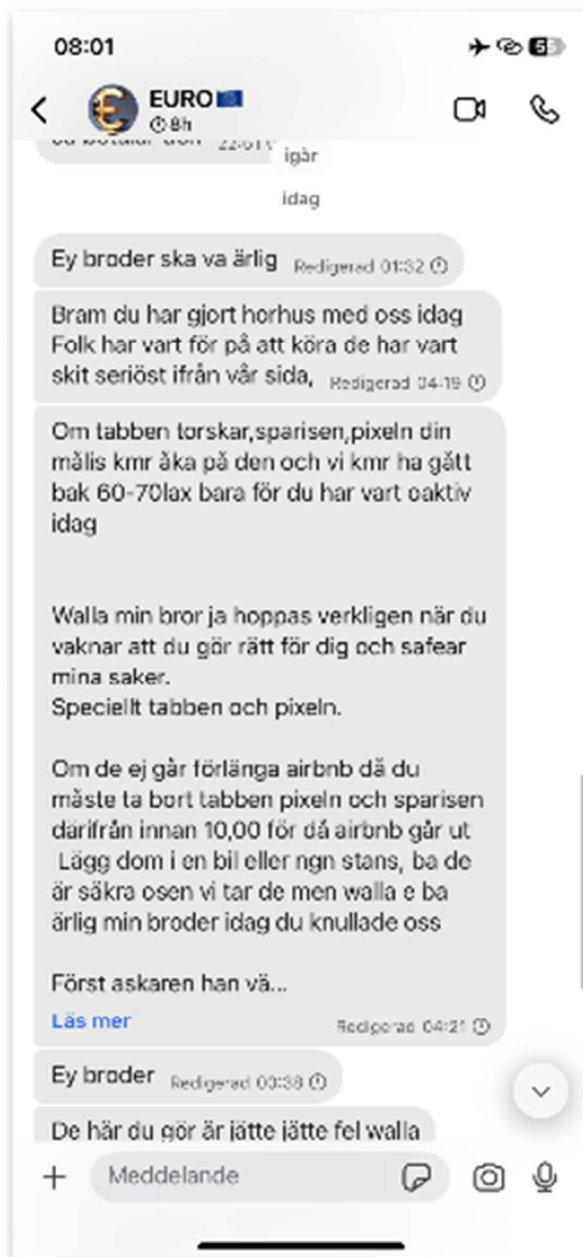 08:01
EURO🇪🇺
8h
igår
idag
Ey broder ska va ärlig Redigerad 01:32
Bram du har gjort horhus med oss idag
Folk har vart för på att köra de har vart
skit seriöst ifrån vår sida, Redigerad 04:19
Om tabben torskar,sparisen,pixeln din
målis kmr åka på den och vi kmr ha gått
bak 60-70lax bara för du har vart oaktiv
idag
Walla min bror ja hoppas verkligen när du
vaknar att du gör rätt för dig och safear
mina saker.
Speciellt tabben och pixeln.
Om de ej går förlänga airbnb då du
måste ta bort tabben pixeln och sparisen
därifrån innan 10,00 för då airbnb går ut
Lägg dom i en bil eller ngn stans, ba de
är säkra osen vi tar de men walla e ba
ärlig min broder idag du knullade oss
Först askaren han vä...
Läs mer Redigerad 04:21
Ey broder Redigerad 00:38
De här du gör är jätte jätte fel walla
Meddelande